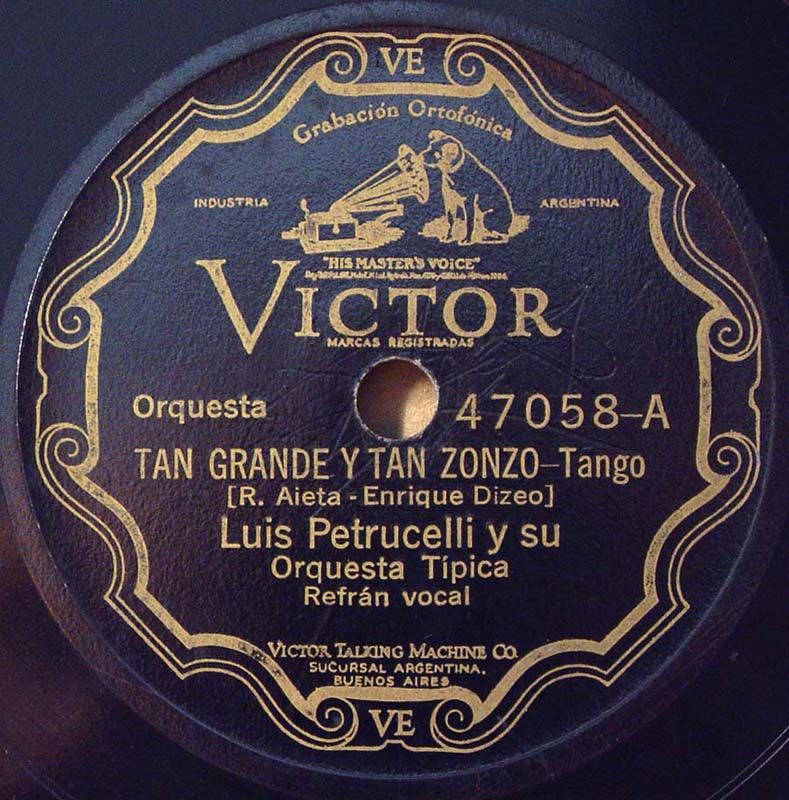 VE
Grabación Ortofónica
INDUSTRIA ARGENTINA
"HIS MASTER'S VOICE"
VICTOR
MARCAS REGISTRADAS
Orquesta 47058-A
TAN GRANDE Y TAN ZONZO-Tango
[R. Aieta - Enrique Dizeo]
Luis Petrucelli y su
Orquesta Típica
Refrán vocal
VICTOR TALKING MACHINE CO.
SUCURSAL ARGENTINA,
BUENOS AIRES
VE